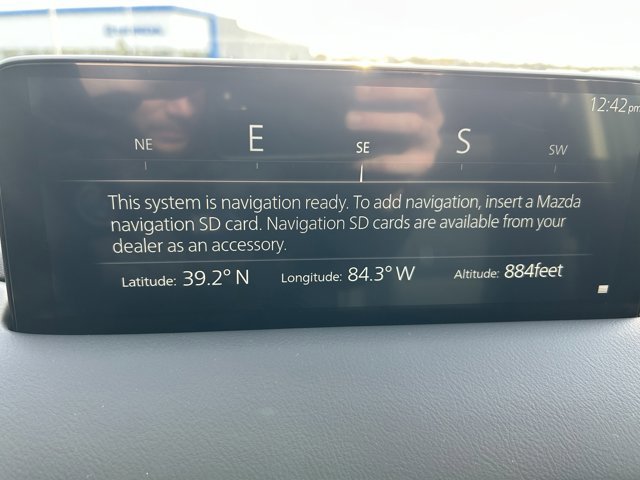 12:42pm
NE E SE S SW
This system is navigation ready. To add navigation, insert a Mazda
navigation SD card. Navigation SD cards are available from your
dealer as an accessory.
Latitude: 39.2° N Longitude: 84.3° W Altitude: 884feet